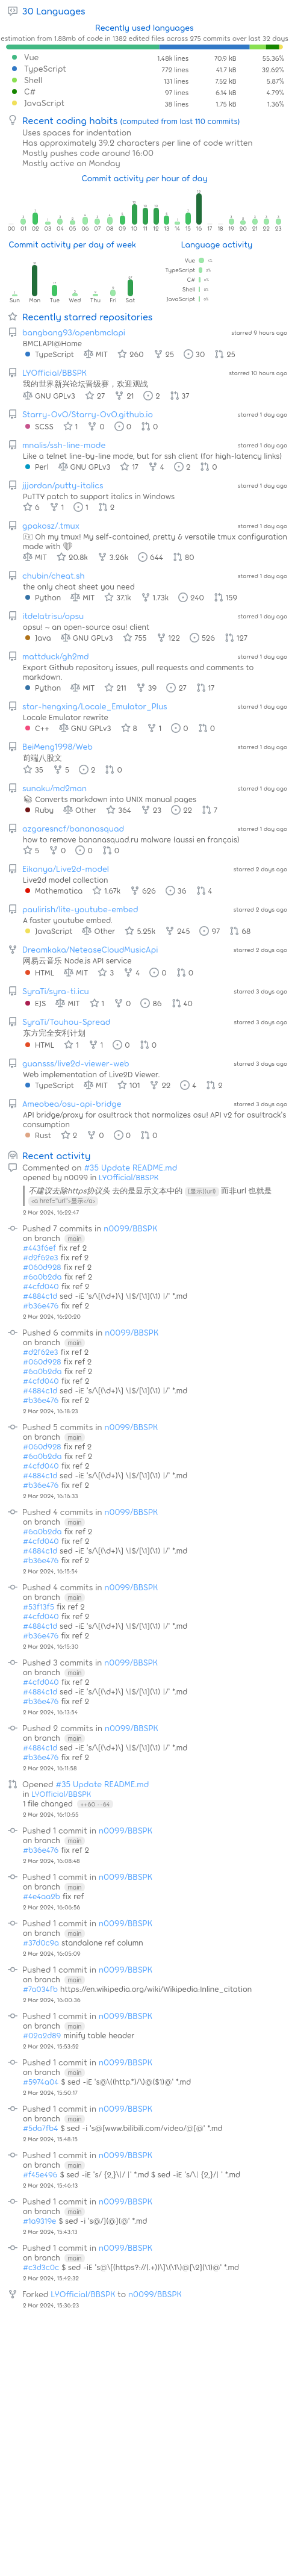 30 Languages
Recently used languages
estimation from 1.88mb of code in 1382 edited files across 275 commits over last 32 days
Vue 1.48k lines 70.9 kB 55.36%
TypeScript 772 lines 41.7 kB 32.62%
Shell 131 lines 7.52 kB 5.87%
C# 97 lines 6.14 kB 4.79%
JavaScript 38 lines 1.75 kB 1.36%
Recent coding habits (computed from last 110 commits)
Uses spaces for indentation
Has approximately 39.2 characters per line of code written
Mostly pushes code around 16:00
Mostly active on Monday
Commit activity per hour of day
00 01 02 03 04 05 06 07 08 09 10 11 12 13 14 15 16 17 18 19 20 21 22 23
Commit activity per day of week
Language activity
Sun Mon Tue Wed Thu Fri Sat
Vue
TypeScript
C#
Shell
JavaScript
Recently starred repositories
bangbang93/openbmclapi starred 9 hours ago
BMCLAPI@Home
TypeScript MIT 260 25 30 25
LYOfficial/BBSPK starred 10 hours ago
我的世界新兴论坛晋级赛，欢迎观战
GNU GPLv3 27 21 2 37
Starry-OvO/Starry-OvO.github.io starred 1 day ago
SCSS 1 0 0 0
mnalis/ssh-line-mode starred 1 day ago
Like a telnet line-by-line mode, but for ssh client (for high-latency links)
Perl GNU GPLv3 17 4 2 0
jjjordan/putty-italics starred 1 day ago
PuTTY patch to support italics in Windows
6 1 1 2
gpakosz/.tmux starred 1 day ago
Oh my tmux! My self-contained, pretty & versatile tmux configuration
made with
MIT 20.8k 3.26k 644 80
chubin/cheat.sh starred 1 day ago
the only cheat sheet you need
Python MIT 37.1k 1.73k 240 159
itdelatrisu/opsu starred 1 day ago
opsu! ~ an open-source osu! client
Java GNU GPLv3 755 122 526 127
mattduck/gh2md starred 1 day ago
Export Github repository issues, pull requests and comments to
markdown.
Python MIT 211 39 27 17
star-hengxing/Locale_Emulator_Plus starred 1 day ago
Locale Emulator rewrite
C++ GNU GPLv3 8 1 0 0
BeiMeng1998/Web starred 1 day ago
前端八股文
35 5 2 0
sunaku/md2man starred 1 day ago
Converts markdown into UNIX manual pages
Ruby Other 364 23 22 7
azgaresncf/bananasquad starred 1 day ago
how to remove bananasquad.ru malware (aussi en français)
5 0 0 0
Eikanya/Live2d-model starred 2 days ago
Live2d model collection
Mathematica 1.67k 626 36 4
paulirish/lite-youtube-embed starred 2 days ago
A faster youtube embed.
JavaScript Other 5.25k 245 97 68
Dreamkaka/NeteaseCloudMusicApi starred 2 days ago
网易云音乐 Node.js API service
HTML MIT 3 4 0 0
SyraTi/syra-ti.icu starred 3 days ago
EJS MIT 1 0 86 40
SyraTi/Touhou-Spread starred 3 days ago
东方完全安利计划
HTML 1 1 0 0
guansss/live2d-viewer-web starred 3 days ago
Web implementation of Live2D Viewer.
TypeScript MIT 101 22 4 2
Ameobea/osu-api-bridge starred 3 days ago
API bridge/proxy for osu!track that normalizes osu! API v2 for osu!track's
consumption
Rust 2 0 0 0
Recent activity
Commented on #35 Update README.md
opened by n0099 in LYOfficial/BBSPK
不建议去除https协议头 去的是显示文本中的 [显示](url) 而非url 也就是
<a href="url">显示</a>
2 Mar 2024, 16:22:47
Pushed 7 commits in n0099/BBSPK
on branch main
#443f6ef fix ref 2
#d2f62e3 fix ref 2
#060d928 fix ref 2
#6a0b2da fix ref 2
#4cfd040 fix ref 2
#4884c1d sed -iE 's/\[(\d+)\] \|$/[\1](\1) |/' *.md
#b36e476 fix ref 2
2 Mar 2024, 16:20:20
Pushed 6 commits in n0099/BBSPK
on branch main
#d2f62e3 fix ref 2
#060d928 fix ref 2
#6a0b2da fix ref 2
#4cfd040 fix ref 2
#4884c1d sed -iE 's/\[(\d+)\] \|$/[\1](\1) |/' *.md
#b36e476 fix ref 2
2 Mar 2024, 16:18:23
Pushed 5 commits in n0099/BBSPK
on branch main
#060d928 fix ref 2
#6a0b2da fix ref 2
#4cfd040 fix ref 2
#4884c1d sed -iE 's/\[(\d+)\] \|$/[\1](\1) |/' *.md
#b36e476 fix ref 2
2 Mar 2024, 16:16:33
Pushed 4 commits in n0099/BBSPK
on branch main
#6a0b2da fix ref 2
#4cfd040 fix ref 2
#4884c1d sed -iE 's/\[(\d+)\] \|$/[\1](\1) |/' *.md
#b36e476 fix ref 2
2 Mar 2024, 16:15:54
Pushed 4 commits in n0099/BBSPK
on branch main
#53f13f5 fix ref 2
#4cfd040 fix ref 2
#4884c1d sed -iE 's/\[(\d+)\] \|$/[\1](\1) |/' *.md
#b36e476 fix ref 2
2 Mar 2024, 16:15:30
Pushed 3 commits in n0099/BBSPK
on branch main
#4cfd040 fix ref 2
#4884c1d sed -iE 's/\[(\d+)\] \|$/[\1](\1) |/' *.md
#b36e476 fix ref 2
2 Mar 2024, 16:13:54
Pushed 2 commits in n0099/BBSPK
on branch main
#4884c1d sed -iE 's/\[(\d+)\] \|$/[\1](\1) |/' *.md
#b36e476 fix ref 2
2 Mar 2024, 16:11:58
Opened #35 Update README.md
in LYOfficial/BBSPK
1 file changed ++60 --64
2 Mar 2024, 16:10:55
Pushed 1 commit in n0099/BBSPK
on branch main
#b36e476 fix ref 2
2 Mar 2024, 16:08:48
Pushed 1 commit in n0099/BBSPK
on branch main
#4e4aa2b fix ref
2 Mar 2024, 16:06:56
Pushed 1 commit in n0099/BBSPK
on branch main
#37d0c9a standalone ref column
2 Mar 2024, 16:05:09
Pushed 1 commit in n0099/BBSPK
on branch main
#7a034fb https://en.wikipedia.org/wiki/Wikipedia:Inline_citation
2 Mar 2024, 16:00:36
Pushed 1 commit in n0099/BBSPK
on branch main
#02a2d89 minify table header
2 Mar 2024, 15:53:52
Pushed 1 commit in n0099/BBSPK
on branch main
#5974a04 $ sed -iE 's@\((http.*)/\)@($1)@' *.md
2 Mar 2024, 15:50:17
Pushed 1 commit in n0099/BBSPK
on branch main
#5da7fb4 $ sed -i 's@[www.bilibili.com/video/@[@' *.md
2 Mar 2024, 15:48:15
Pushed 1 commit in n0099/BBSPK
on branch main
#f45e496 $ sed -i 's/ {2,}\|/ |' *.md $ sed -i 's/\| {2,}/| ' *.md
2 Mar 2024, 15:46:13
Pushed 1 commit in n0099/BBSPK
on branch main
#1a9319e $ sed -i 's@/](@](@' *.md
2 Mar 2024, 15:43:13
Pushed 1 commit in n0099/BBSPK
on branch main
#c3d3c0c $ sed -iE 's@\[(https?://(.+))\]\(\1\)@[\2](\1)@' *.md
2 Mar 2024, 15:42:32
Forked LYOfficial/BBSPK to n0099/BBSPK
2 Mar 2024, 15:36:23